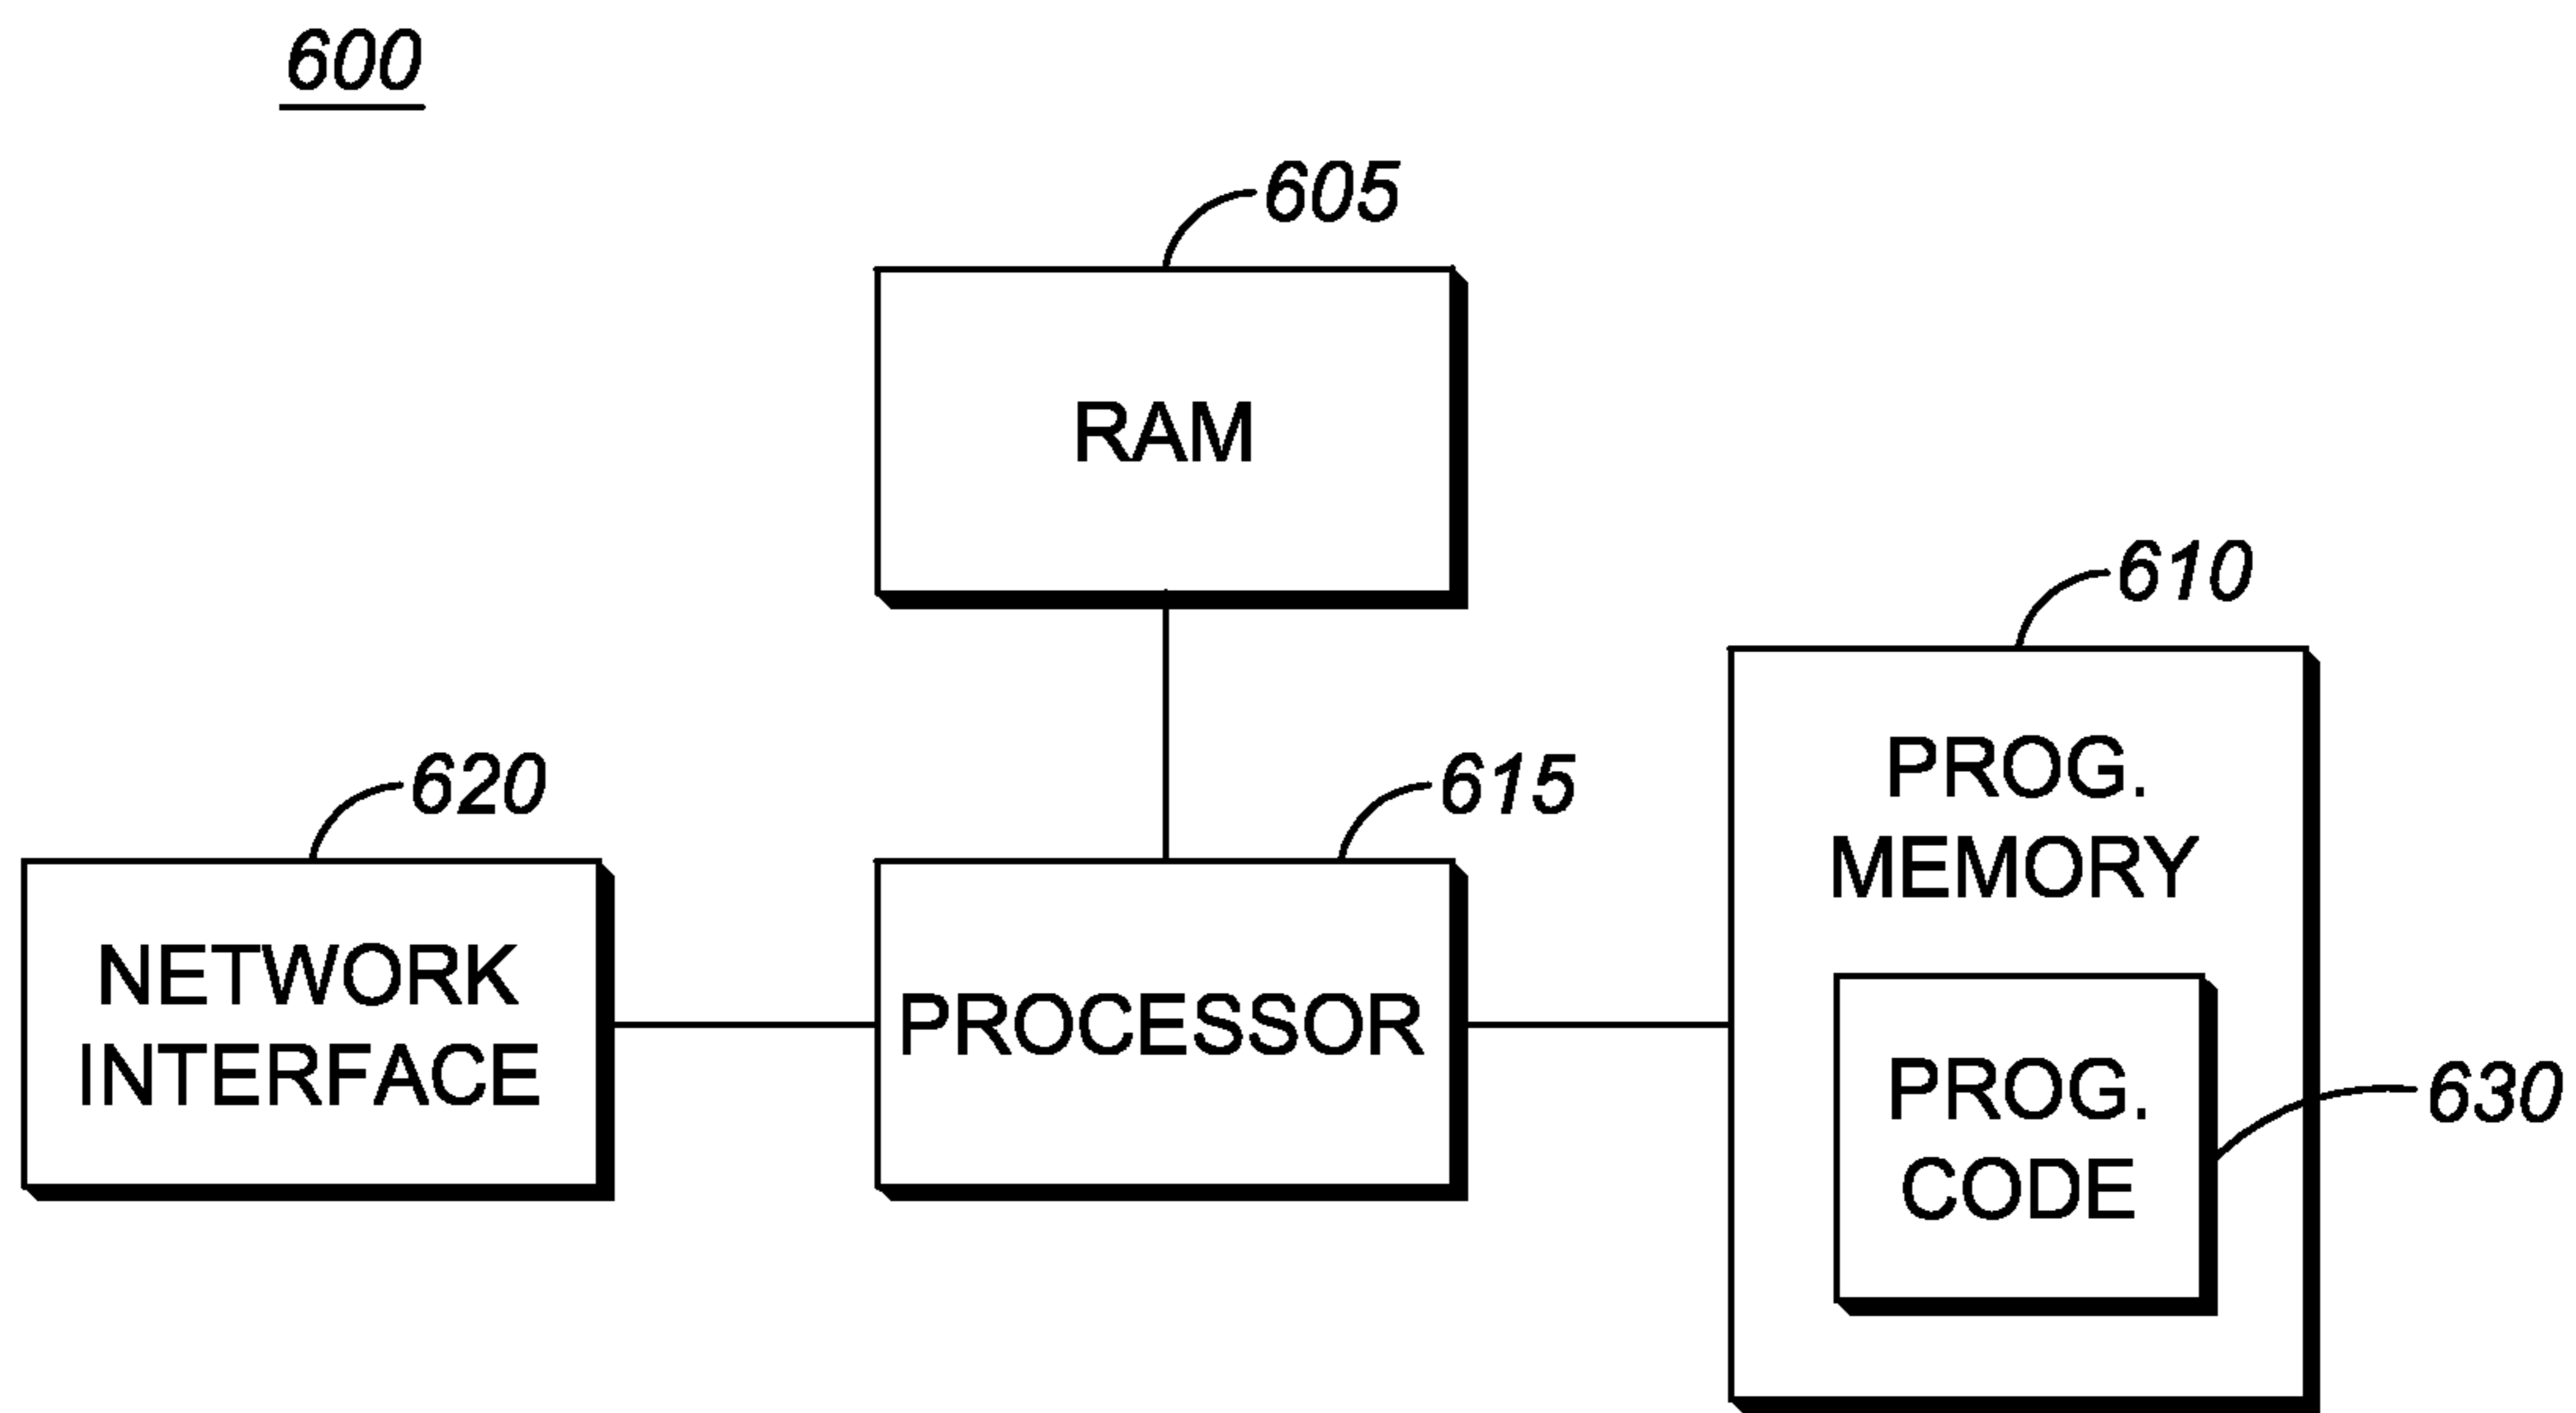 600
605
RAM
610
PROG.
MEMORY
620
615
NETWORK
INTERFACE
PROCESSOR
PROG.
CODE
630